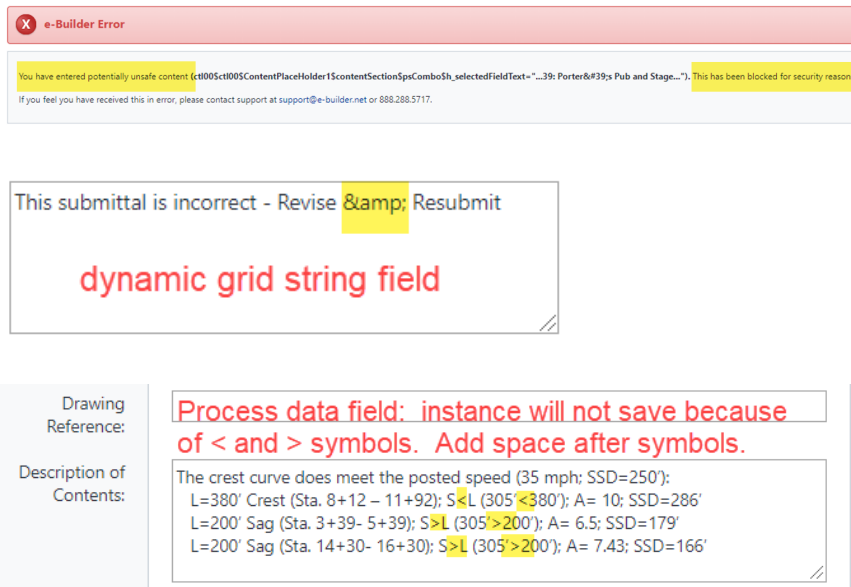 X e-Builder Error
You have entered potentially unsafe content (ctl00$ctl00$ContentPlaceHolder1$contentSection$psCombo$h_selectedFieldText="...39: Porter&#39;s Pub and Stage..."). This has been blocked for security reason
If you feel you have received this in error, please contact support at support@e-builder.net or 888.288.5717.
This submittal is incorrect - Revise &amp; Resubmit
dynamic grid string field
Drawing Reference:
Process data field: instance will not save because
of < and > symbols. Add space after symbols.
Description of Contents:
The crest curve does meet the posted speed (35 mph; SSD=250’):
L=380’ Crest (Sta. 8+12 – 11+92); S<L (305’<380’); A= 10; SSD=286’
L=200’ Sag (Sta. 3+39- 5+39); S>L (305’>200’); A= 6.5; SSD=179’
L=200’ Sag (Sta. 14+30- 16+30); S>L (305’>200’); A= 7.43; SSD=166’